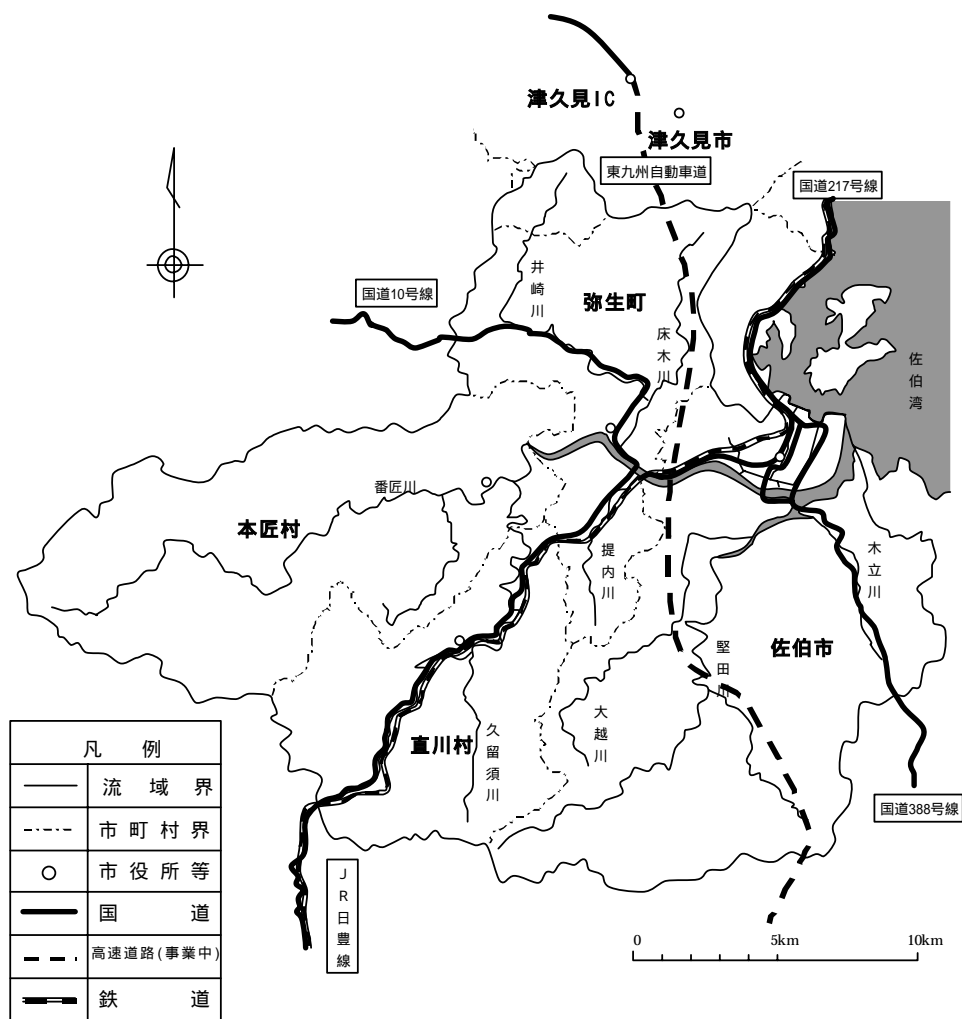 津久見IC
津久見市
東九州自動車道
国道217号線
井崎川
国道10号線
弥生町
床木川
佐伯湾
番匠川
本匠村
提内川
木立川
堅田川
佐伯市
大越川
久留須川
直川村
国道388号線
JR日豊線
凡例
流域界
市町村界
市役所等
国道
高速道路(事業中)
鉄道
0 5km 10km